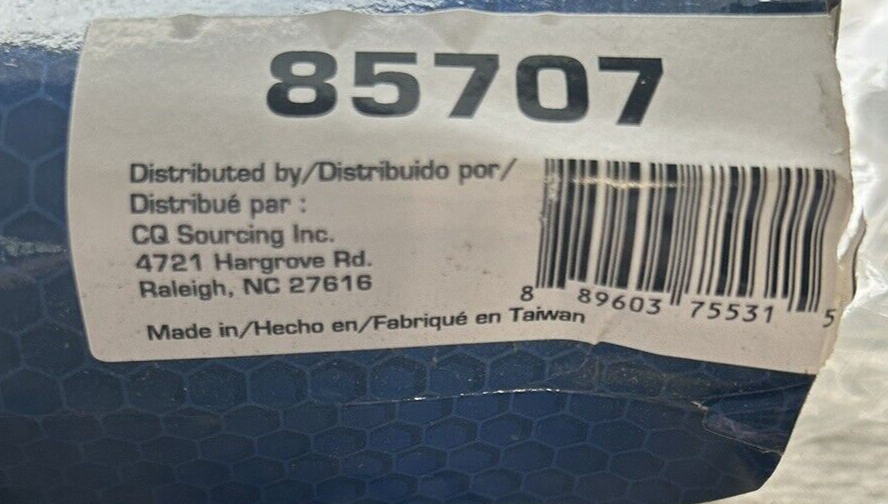 85707
Distributed by/Distribuido por/
Distribué par :
CQ Sourcing Inc.
4721 Hargrove Rd.
Raleigh, NC 27616
Made in/Hecho en/Fabriqué en Taiwan
8 89603 75531 5